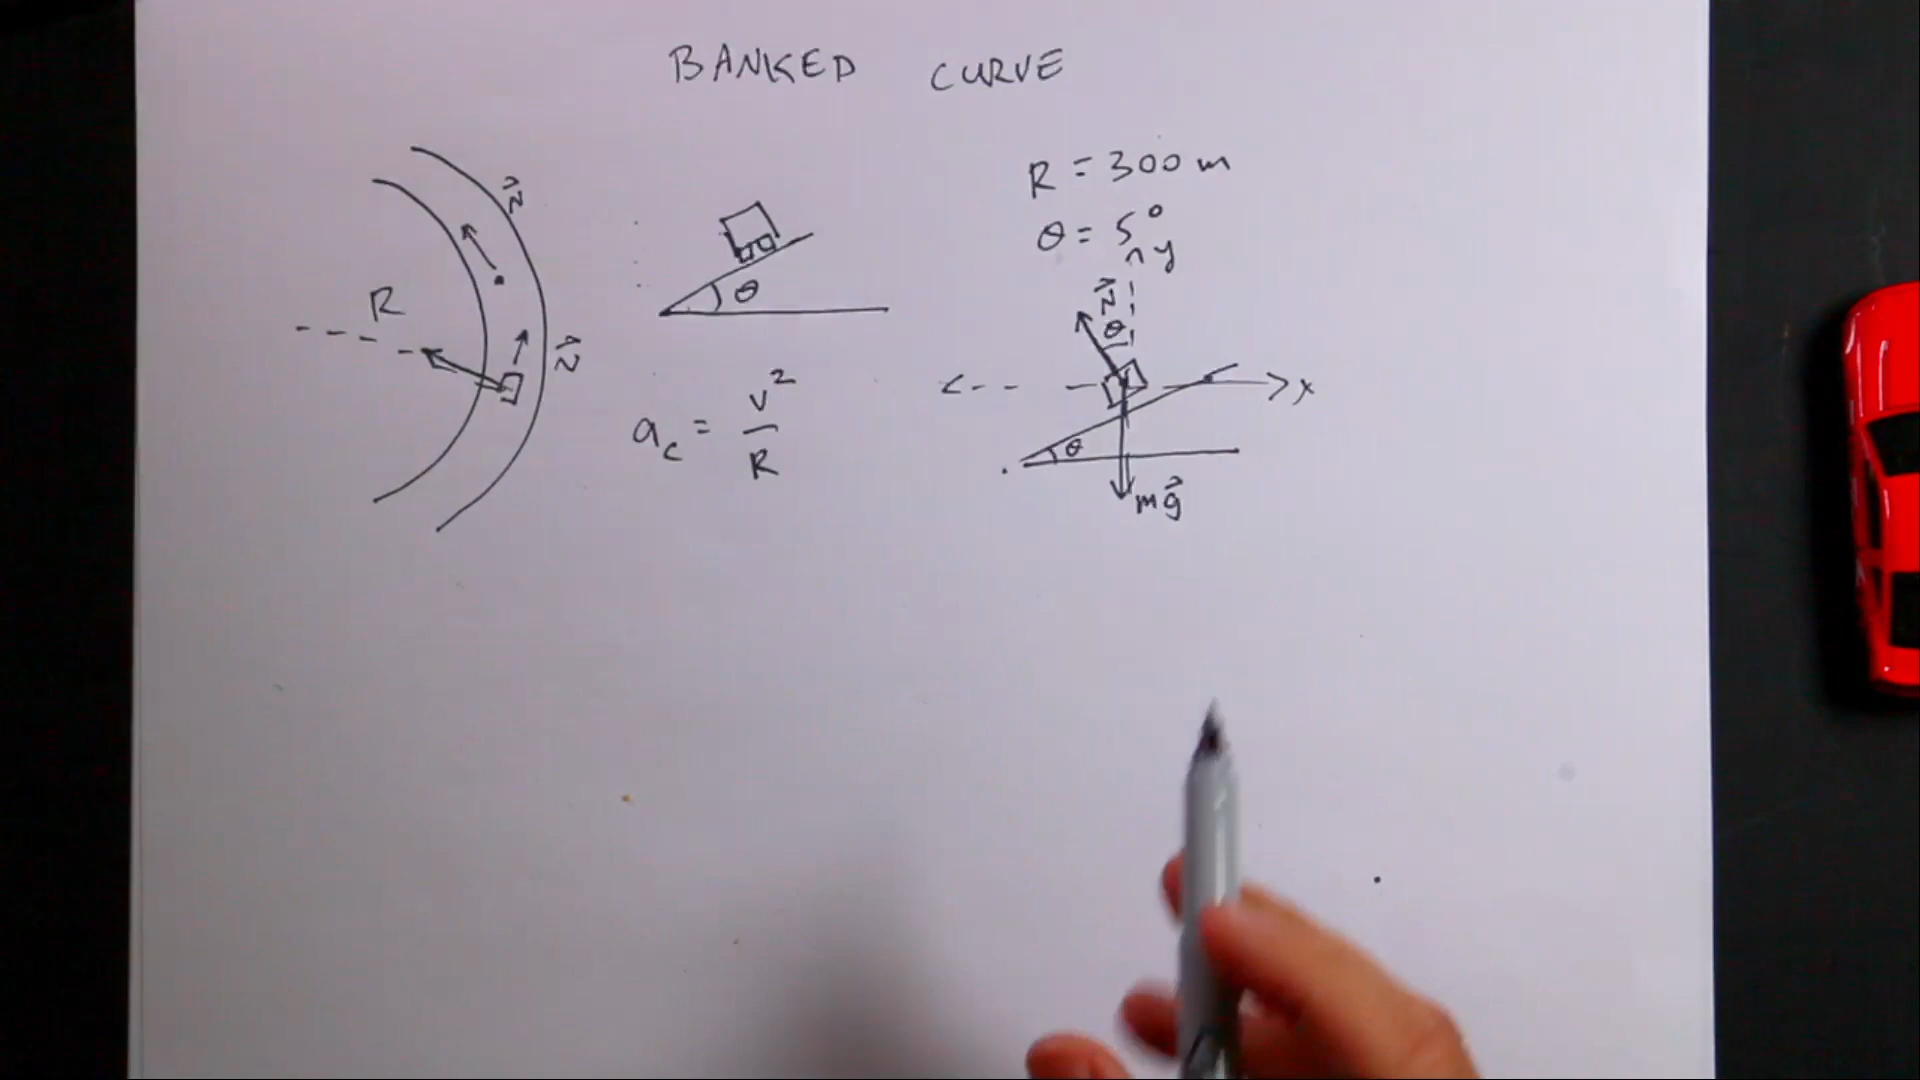 BANKED CURVE
R = 300 m
θ = 5°
y
N⃗
θ
x
θ
mg⃗
N⃗
N⃗
R
θ
a_c = v² / R